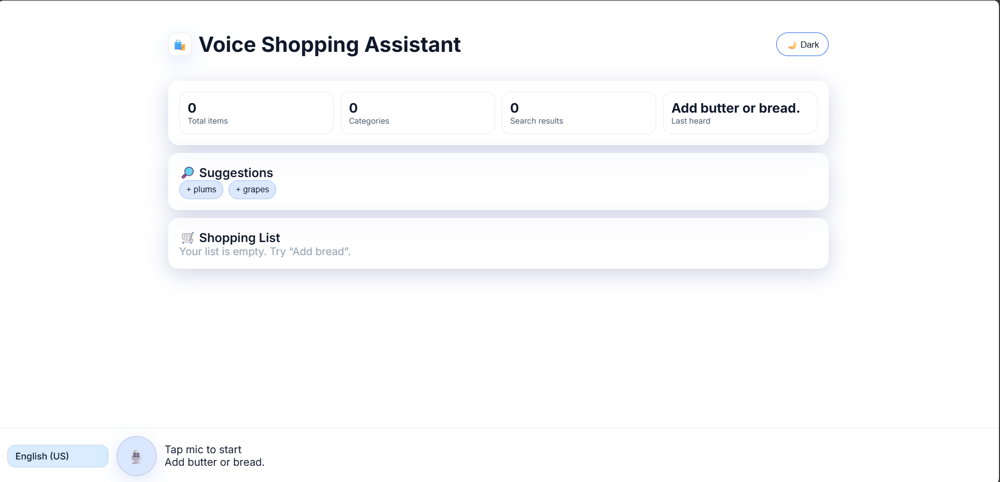 Voice Shopping Assistant
Dark
0
Total items
0
Categories
0
Search results
Add butter or bread.
Last heard
Suggestions
+ plums
+ grapes
Shopping List
Your list is empty. Try “Add bread”.
English (US)
Tap mic to start
Add butter or bread.